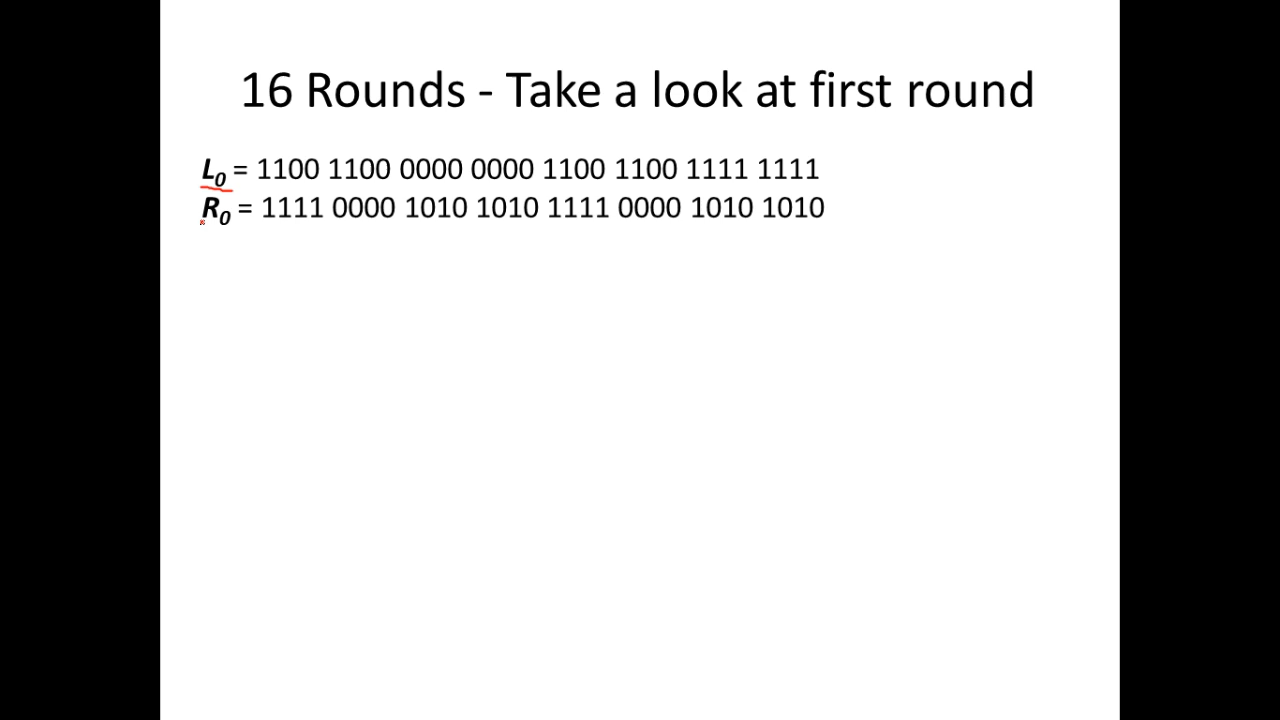 16 Rounds - Take a look at first round
L0 = 1100 1100 0000 0000 1100 1100 1111 1111
R0 = 1111 0000 1010 1010 1111 0000 1010 1010